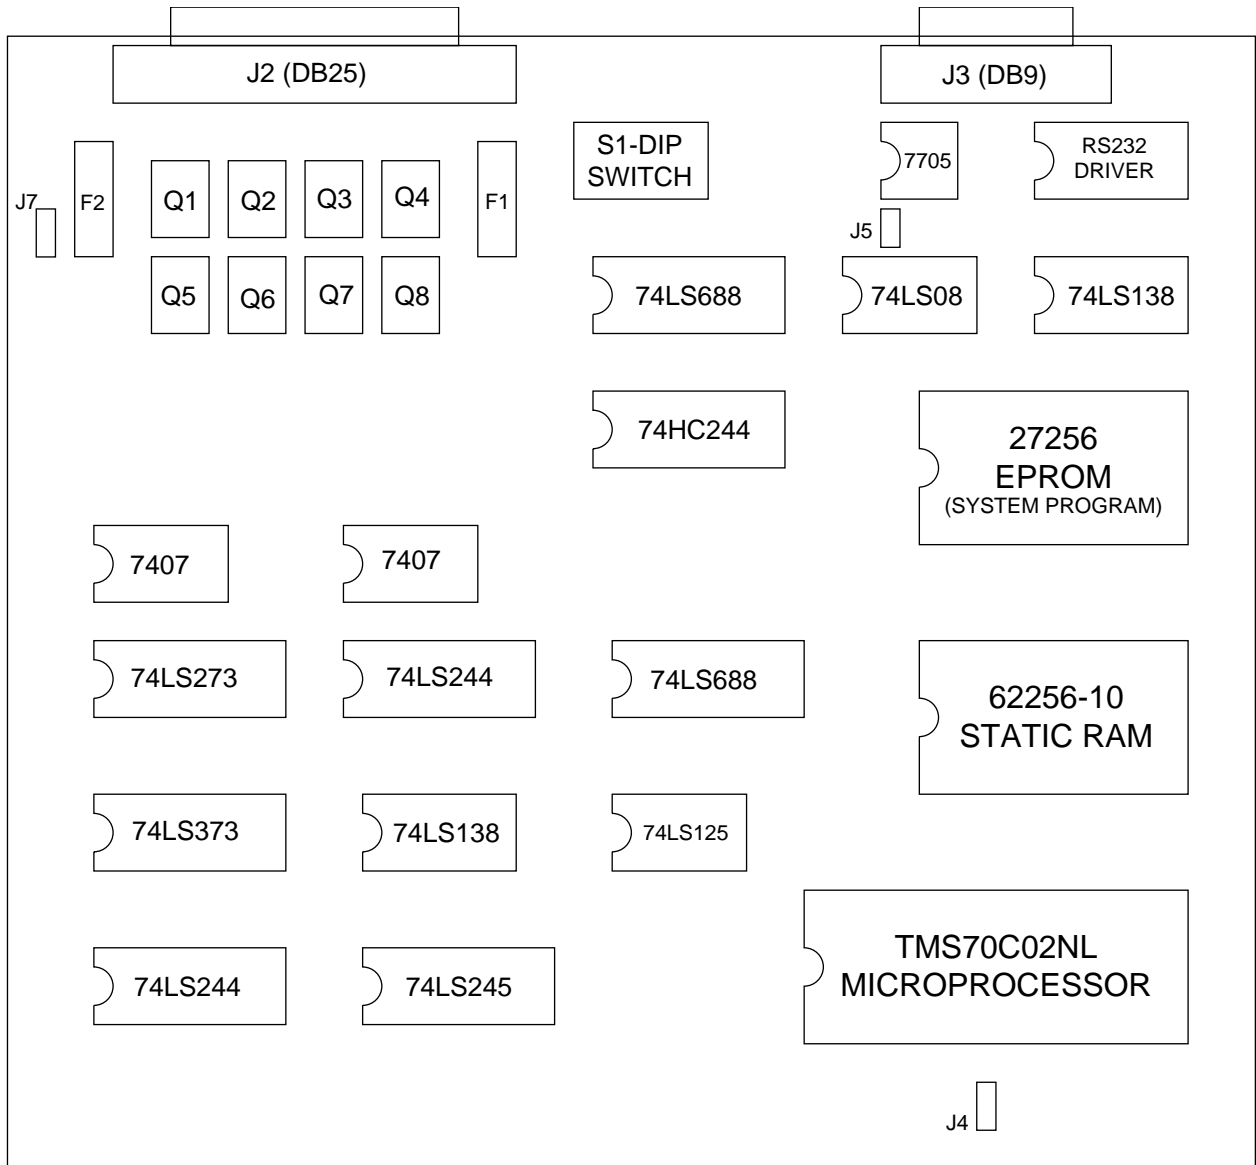 J2 (DB25)
J3 (DB9)
S1-DIP
SWITCH
7705
RS232
DRIVER
J7
F2
Q1
Q2
Q3
Q4
F1
J5
Q5
Q6
Q7
Q8
74LS688
74LS08
74LS138
74HC244
27256
EPROM
(SYSTEM PROGRAM)
7407
7407
74LS273
74LS244
74LS688
62256-10
STATIC RAM
74LS373
74LS138
74LS125
TMS70C02NL
MICROPROCESSOR
74LS244
74LS245
J4